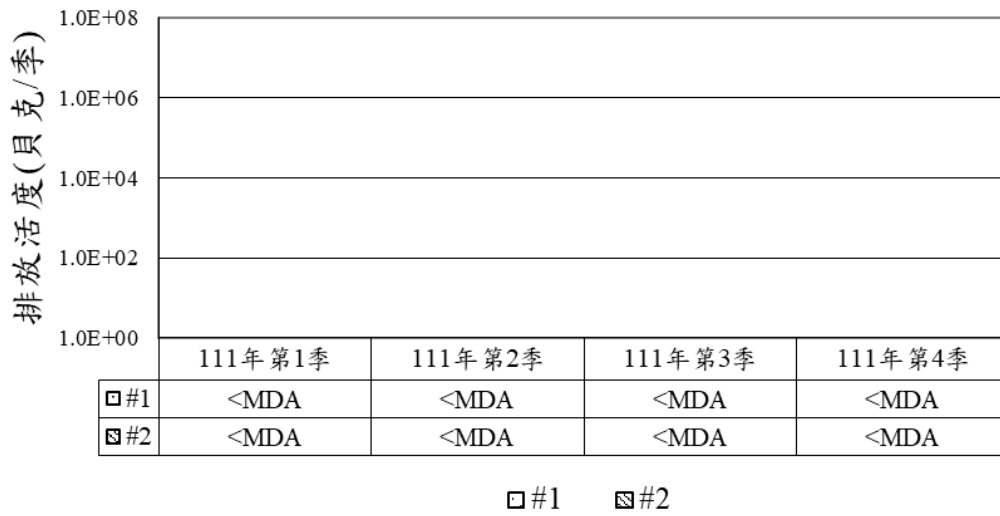 排放活度(貝克/季)
1.0E+08
1.0E+06
1.0E+04
1.0E+02
1.0E+00
111年第1季 111年第2季 111年第3季 111年第4季
#1 <MDA <MDA <MDA <MDA
#2 <MDA <MDA <MDA <MDA
#1 #2